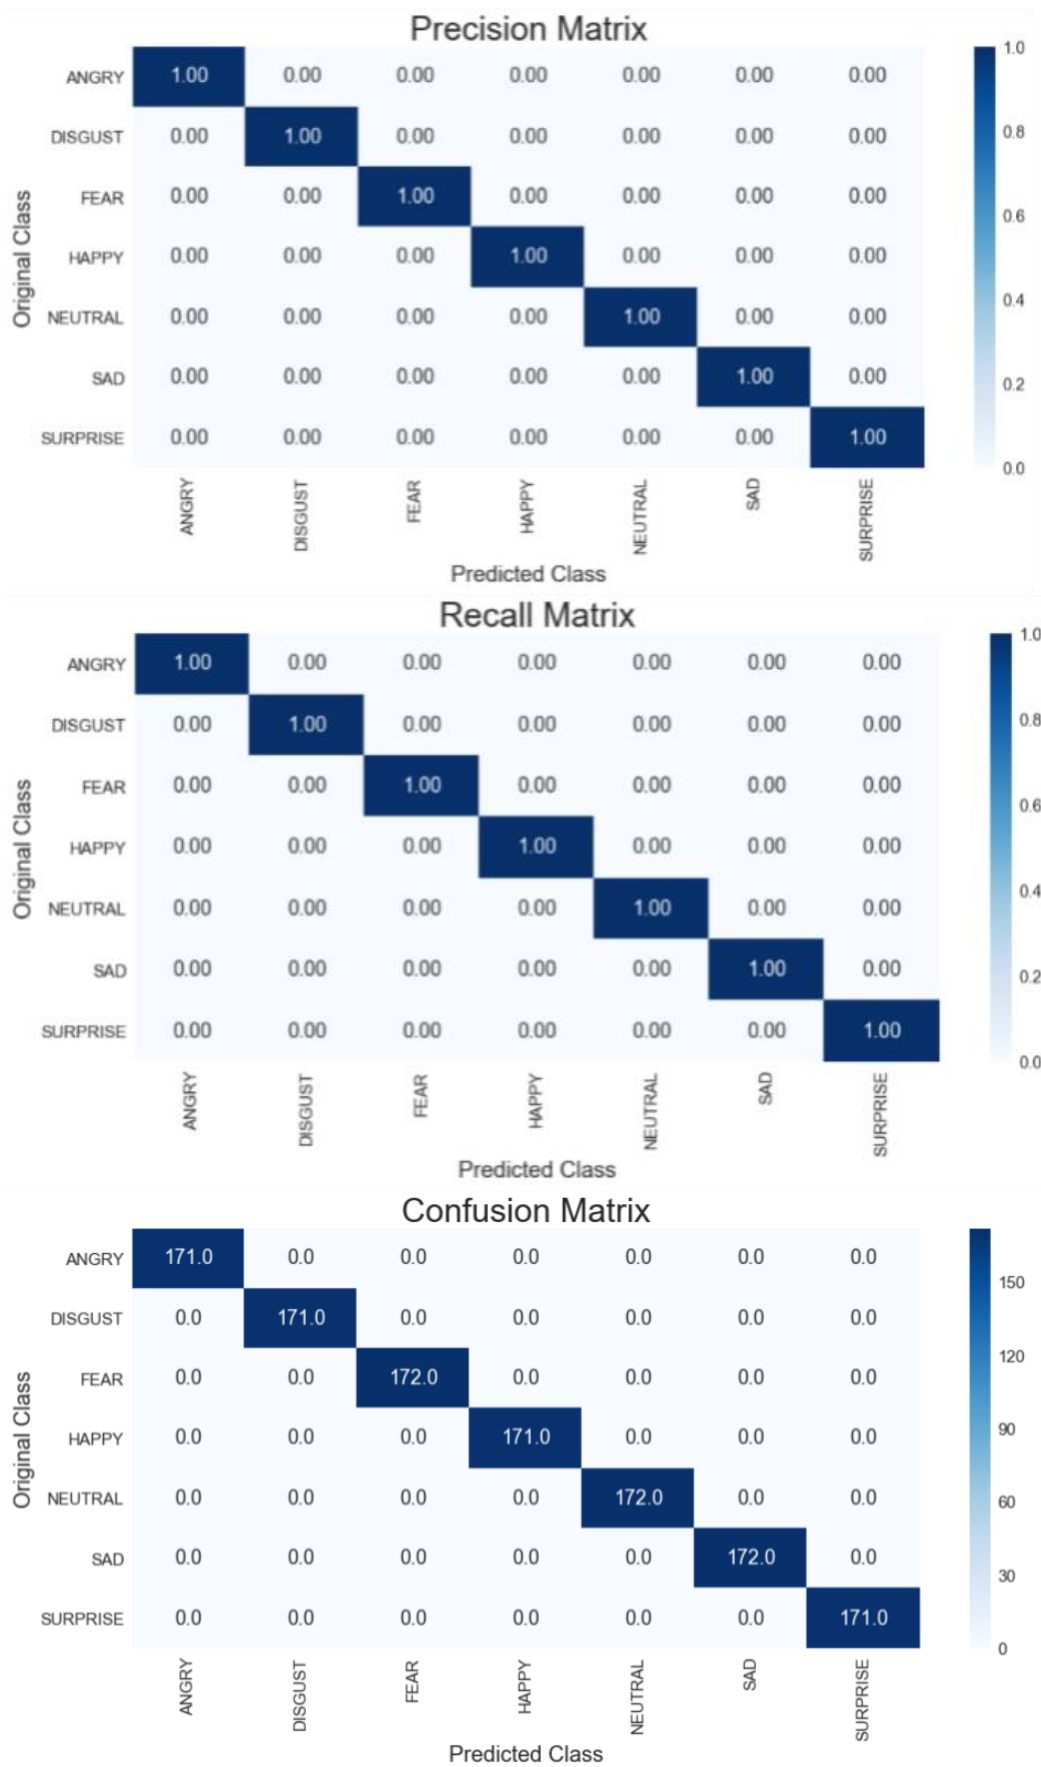 Precision Matrix
ANGRY 1.00 0.00 0.00 0.00 0.00 0.00 0.00
DISGUST 0.00 1.00 0.00 0.00 0.00 0.00 0.00
FEAR 0.00 0.00 1.00 0.00 0.00 0.00 0.00
HAPPY 0.00 0.00 0.00 1.00 0.00 0.00 0.00
NEUTRAL 0.00 0.00 0.00 0.00 1.00 0.00 0.00
SAD 0.00 0.00 0.00 0.00 0.00 1.00 0.00
SURPRISE 0.00 0.00 0.00 0.00 0.00 0.00 1.00
Original Class
ANGRY DISGUST FEAR HAPPY NEUTRAL SAD SURPRISE
Predicted Class
1.0
0.8
0.6
0.4
0.2
0.0
Recall Matrix
ANGRY 1.00 0.00 0.00 0.00 0.00 0.00 0.00
DISGUST 0.00 1.00 0.00 0.00 0.00 0.00 0.00
FEAR 0.00 0.00 1.00 0.00 0.00 0.00 0.00
HAPPY 0.00 0.00 0.00 1.00 0.00 0.00 0.00
NEUTRAL 0.00 0.00 0.00 0.00 1.00 0.00 0.00
SAD 0.00 0.00 0.00 0.00 0.00 1.00 0.00
SURPRISE 0.00 0.00 0.00 0.00 0.00 0.00 1.00
Original Class
ANGRY DISGUST FEAR HAPPY NEUTRAL SAD SURPRISE
Predicted Class
1.0
0.8
0.6
0.4
0.2
0.0
Confusion Matrix
ANGRY 171.0 0.0 0.0 0.0 0.0 0.0 0.0
DISGUST 0.0 171.0 0.0 0.0 0.0 0.0 0.0
FEAR 0.0 0.0 172.0 0.0 0.0 0.0 0.0
HAPPY 0.0 0.0 0.0 171.0 0.0 0.0 0.0
NEUTRAL 0.0 0.0 0.0 0.0 172.0 0.0 0.0
SAD 0.0 0.0 0.0 0.0 0.0 172.0 0.0
SURPRISE 0.0 0.0 0.0 0.0 0.0 0.0 171.0
Original Class
ANGRY DISGUST FEAR HAPPY NEUTRAL SAD SURPRISE
Predicted Class
150
120
90
60
30
0